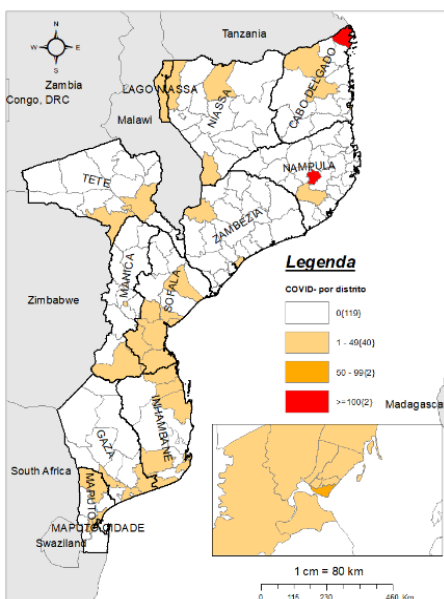 Tanzania
N
W E
S
Zambia
Congo, DRC
LAGO NIASSA
NIASSA
CABO DELGADO
Malawi
NAMPULA
TETE
ZAMBEZIA
MANICA
SOFALA
Legenda
COVID- por distrito
Zimbabwe
0{119}
1 - 49{40}
50 - 99{2}
>=100{2}
Madagasca
INHAMBANE
GAZA
South Africa
MAPUTO
MAPUTO CIDADE
Swaziland
1 cm = 80 km
0 115 230 460 Km